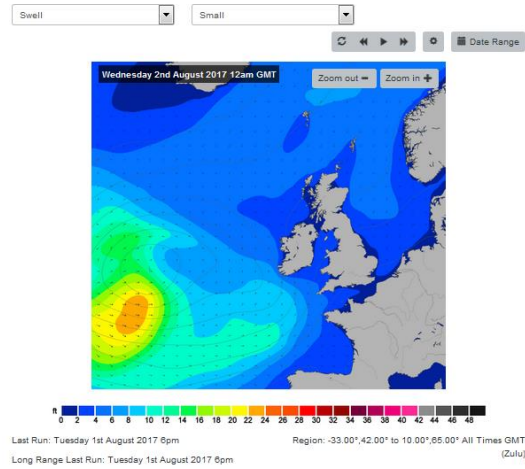 Swell Small
Date Range
Wednesday 2nd August 2017 12am GMT Zoom out Zoom in
ft 0 2 4 6 8 10 12 14 16 18 20 22 24 26 28 30 32 34 36 38 40 42 44 46 48
Last Run: Tuesday 1st August 2017 6pm Region: -33.00°,42.00° to 10.00°,65.00° All Times GMT
(Zulu)
Long Range Last Run: Tuesday 1st August 2017 6pm